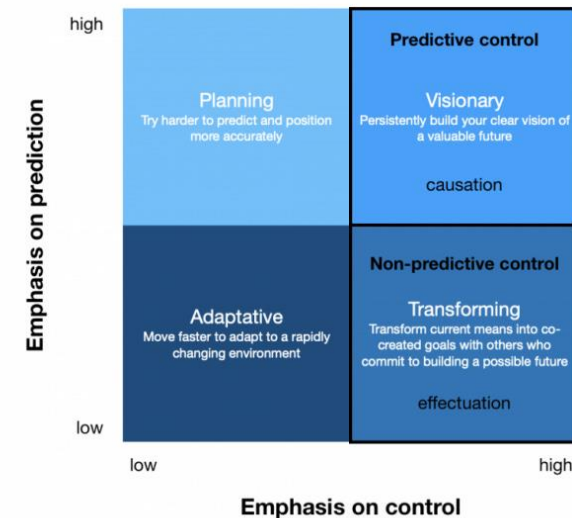 high
Emphasis on prediction
Planning
Try harder to predict and position
more accurately
Predictive control
Visionary
Persistently build your clear vision of
a valuable future
causation
Adaptative
Move faster to adapt to a rapidly
changing environment
Non-predictive control
Transforming
Transform current means into co-
created goals with others who
commit to building a possible future
effectuation
low
low
high
Emphasis on control